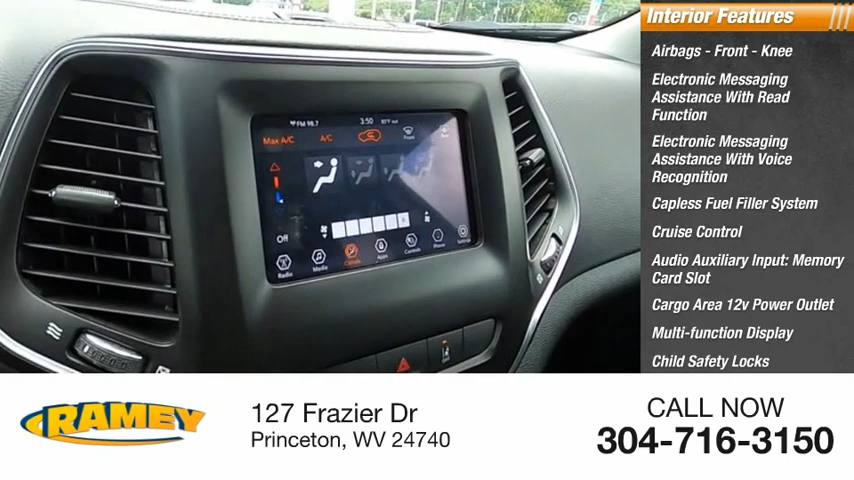 FM 98.7
3:50
80°F out
Max A/C
A/C
Front
Off
Radio
Media
Climate
Apps
Controls
Phone
Settings
Interior Features
Airbags - Front - Knee
Electronic Messaging
Assistance With Read
Function
Electronic Messaging
Assistance With Voice
Recognition
Capless Fuel Filler System
Cruise Control
Audio Auxiliary Input: Memory
Card Slot
Cargo Area 12v Power Outlet
Multi-function Display
Child Safety Locks
RAMEY
127 Frazier Dr
Princeton, WV 24740
CALL NOW
304-716-3150